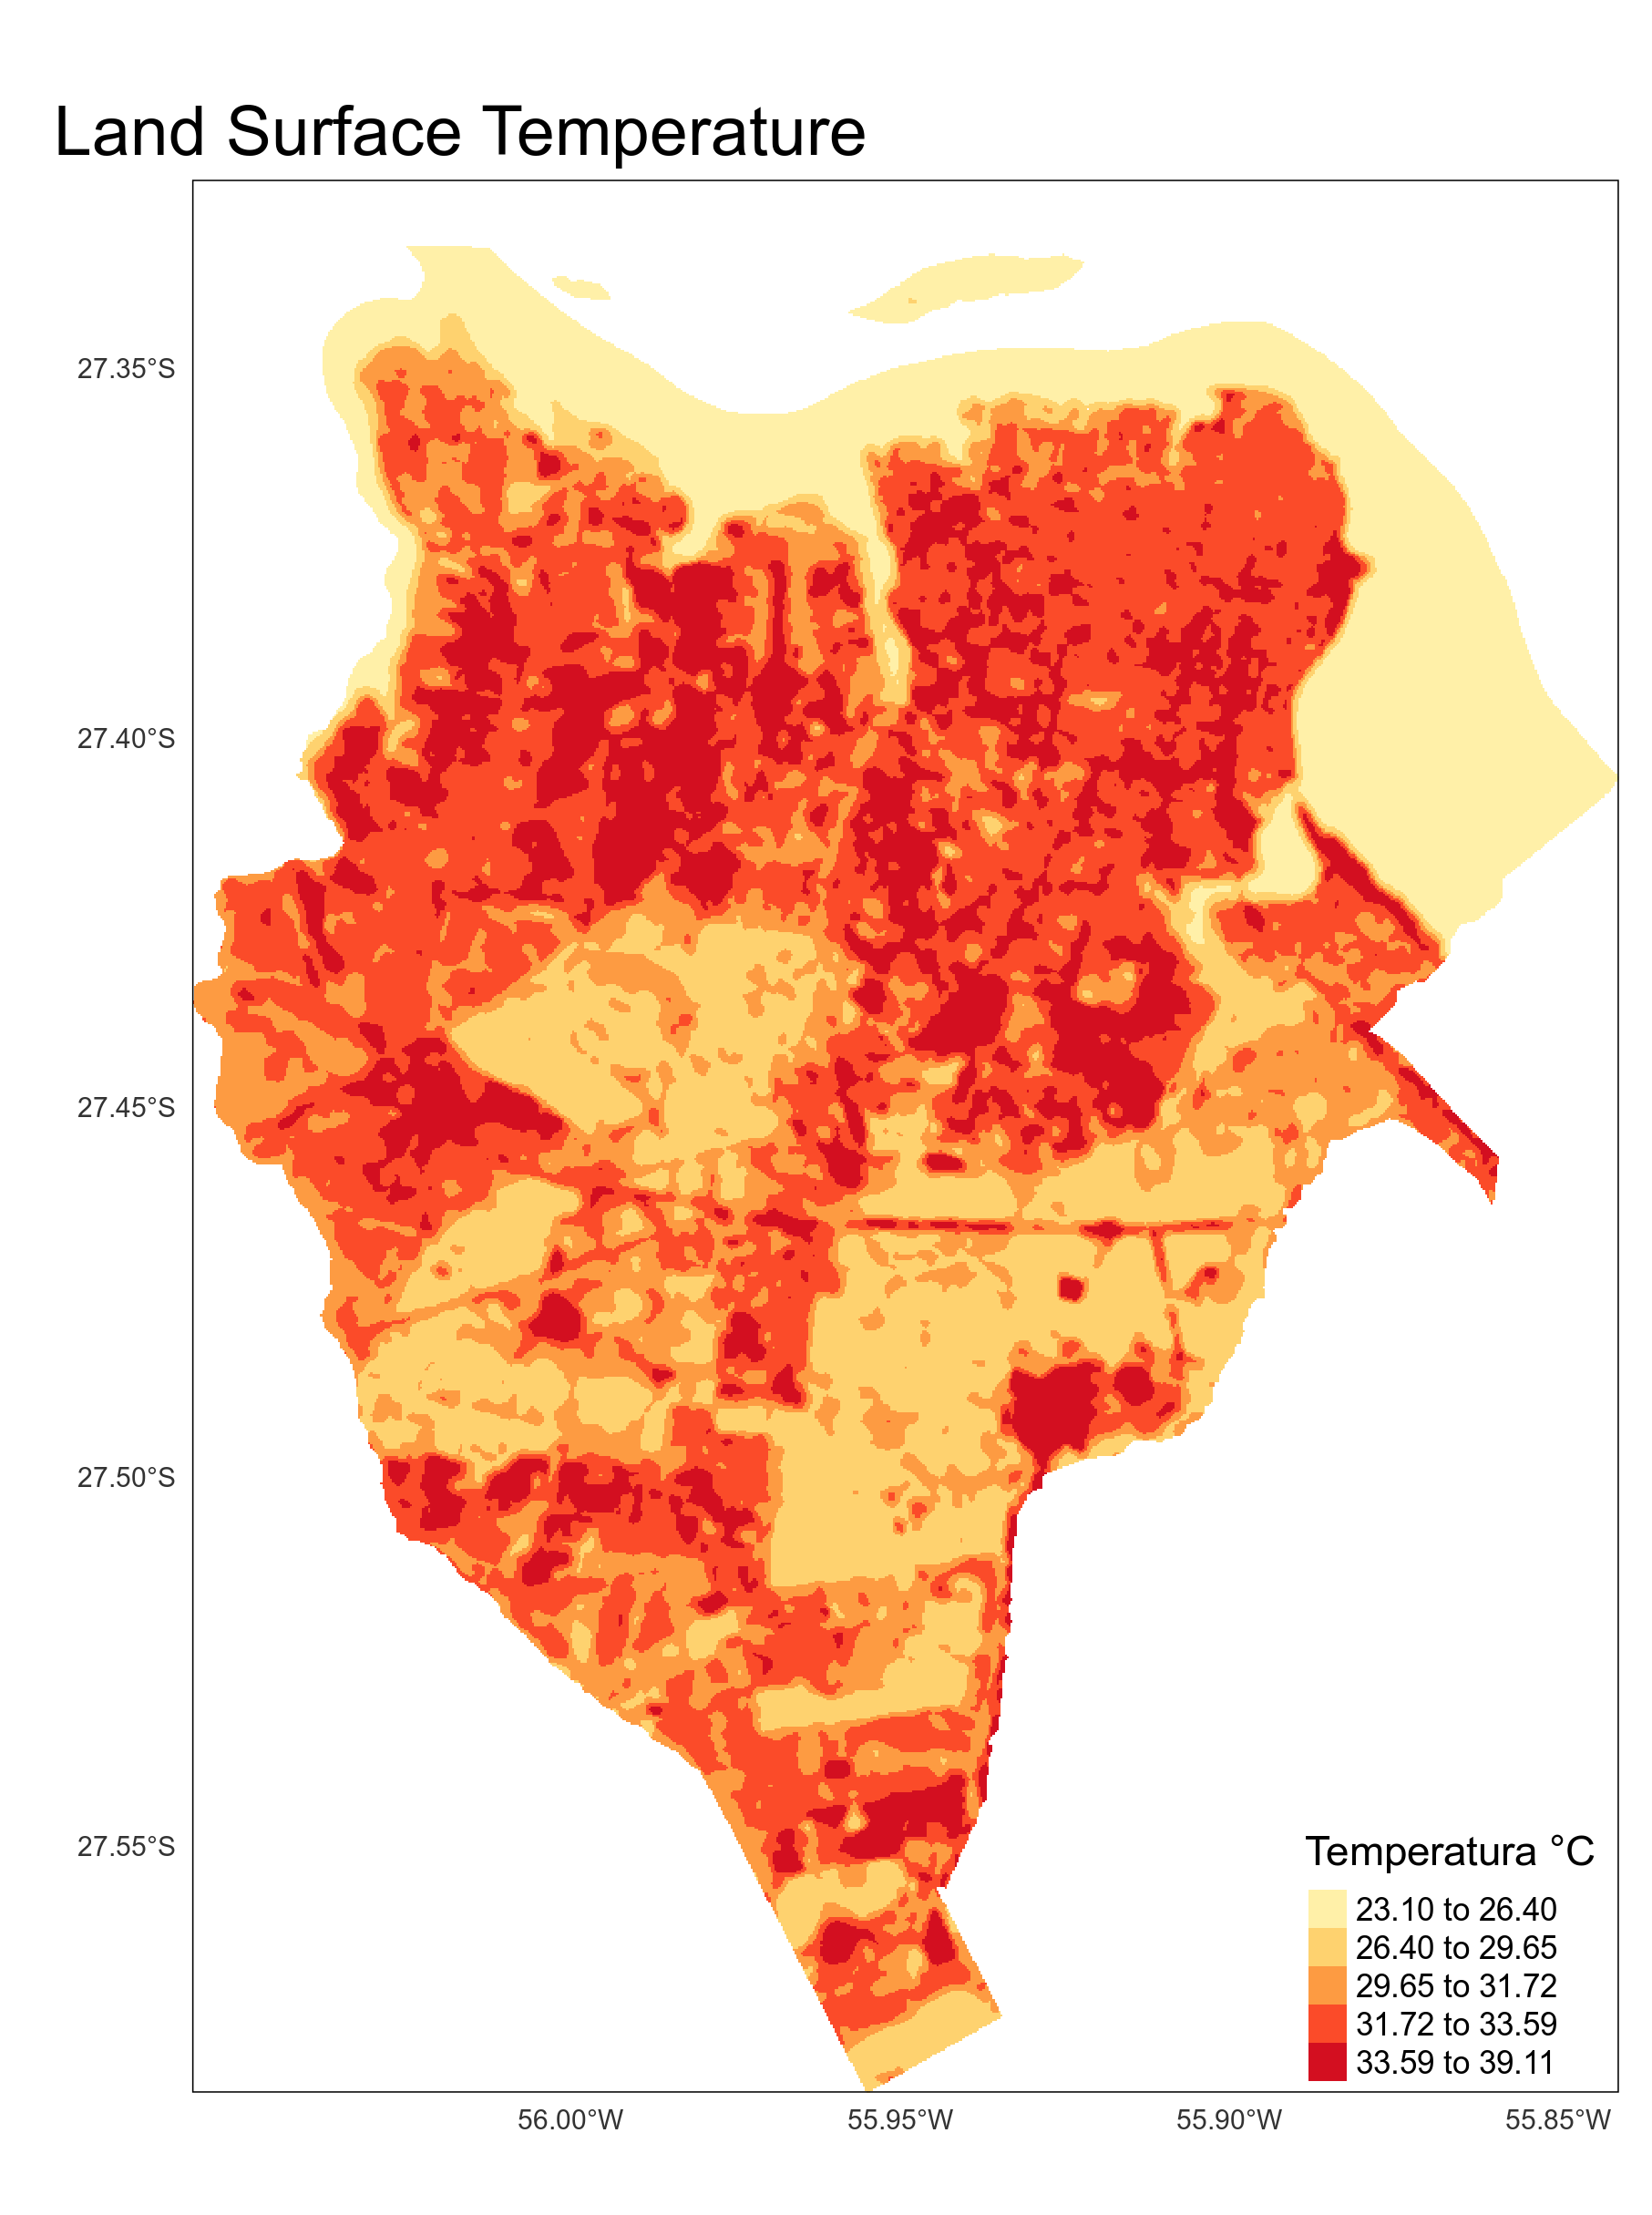 Land Surface Temperature
27.35°S
27.40°S
27.45°S
27.50°S
27.55°S
Temperatura °C
23.10 to 26.40
26.40 to 29.65
29.65 to 31.72
31.72 to 33.59
33.59 to 39.11
56.00°W
55.95°W
55.90°W
55.85°W